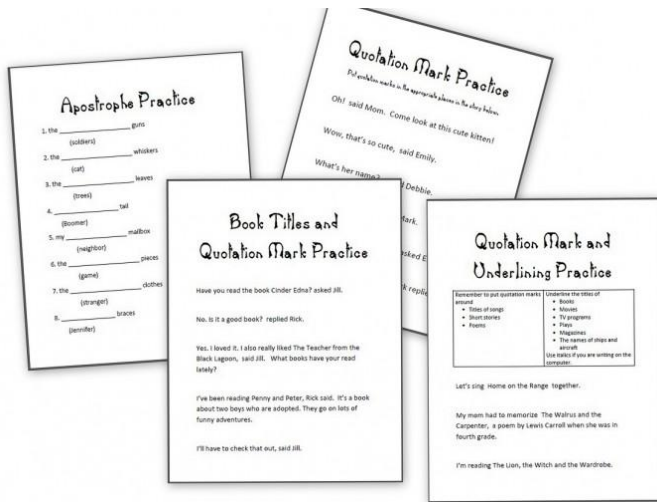 Apostrophe Practice
1. the ____________ guns
(soldiers)
2. the ____________ whiskers
(cat)
3. the ____________ leaves
(trees)
4. ____________ tail
(Boomer)
5. my ____________ mailbox
(neighbor)
6. the ____________ pieces
(game)
7. the ____________ clothes
(stranger)
8. ____________ braces
(Jennifer)
Quotation Mark Practice
Put quotation marks in the appropriate places in the story below.
Oh! said Mom. Come look at this cute kitten!
Wow, that's so cute, said Emily.
What's her name? Debbie.
asked
Book Titles and
Quotation Mark Practice
Have you read the book Cinder Edna? asked Jill.
No. Is it a good book? replied Rick.
Yes. I loved it. I also really liked The Teacher from the
Black Lagoon, said Jill. What books have your read
lately?
I've been reading Penny and Peter, Rick said. It's a book
about two boys who are adopted. They go on lots of
funny adventures.
I'll have to check that out, said Jill.
Quotation Mark and
Underlining Practice
Remember to put quotation marks
around
• Titles of songs
• Short stories
• Poems
Underline the titles of
• Books
• Movies
• TV programs
• Plays
• Magazines
• The names of ships and
aircraft
Use italics if you are writing on the
computer.
Let's sing Home on the Range together.
My mom had to memorize The Walrus and the
Carpenter, a poem by Lewis Carroll when she was in
fourth grade.
I'm reading The Lion, the Witch and the Wardrobe.